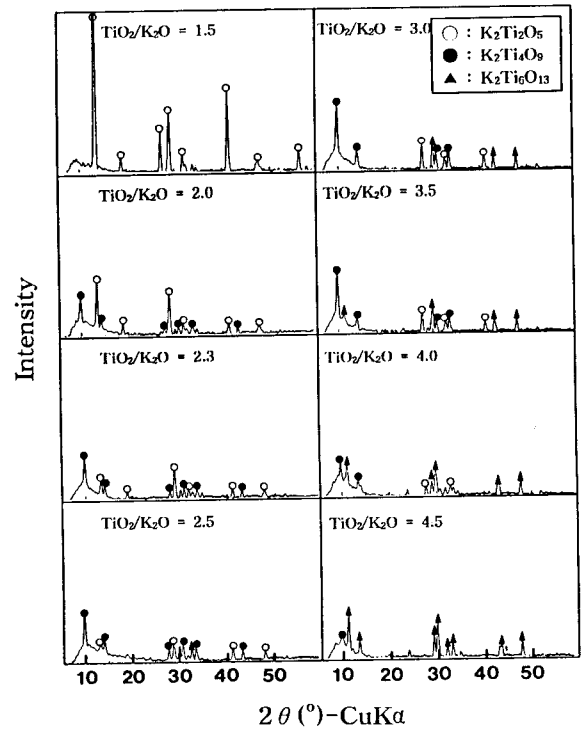 TiO₂/K₂O = 1.5
TiO₂/K₂O = 3.0
○ : K₂Ti₂O₅
● : K₂Ti₄O₉
▲ : K₂Ti₆O₁₃
TiO₂/K₂O = 2.0
TiO₂/K₂O = 3.5
TiO₂/K₂O = 2.3
TiO₂/K₂O = 4.0
TiO₂/K₂O = 2.5
TiO₂/K₂O = 4.5
Intensity
10 20 30 40 50
10 20 30 40 50
2θ(°)-CuKα